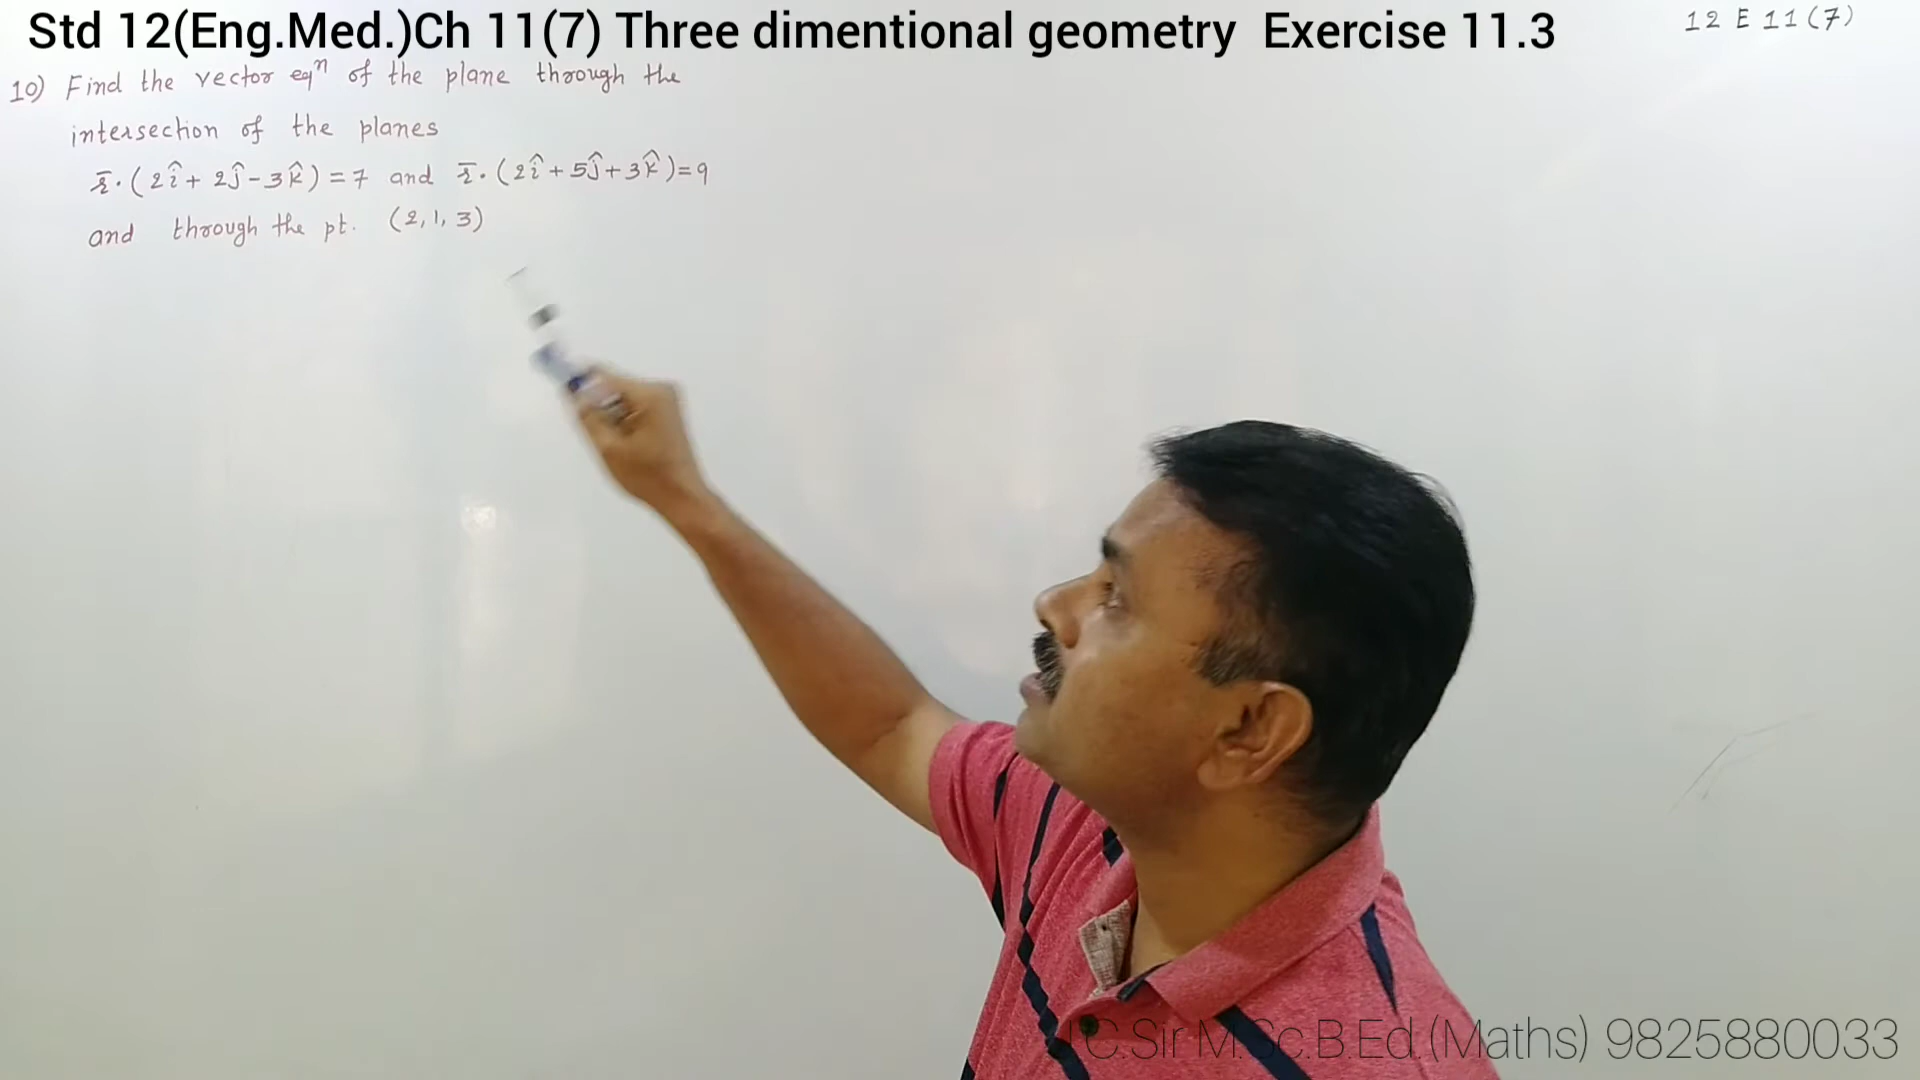 Std 12(Eng.Med.)Ch 11(7) Three dimentional geometry Exercise 11.3
12 E 11(7)
10) Find the vector eqⁿ of the plane through the
intersection of the planes
r̄·(2î+2ĵ-3k̂)=7 and r̄·(2î+5ĵ+3k̂)=9
and through the pt. (2,1,3)
J C.Sir M.Sc.B.Ed.(Maths) 9825880033